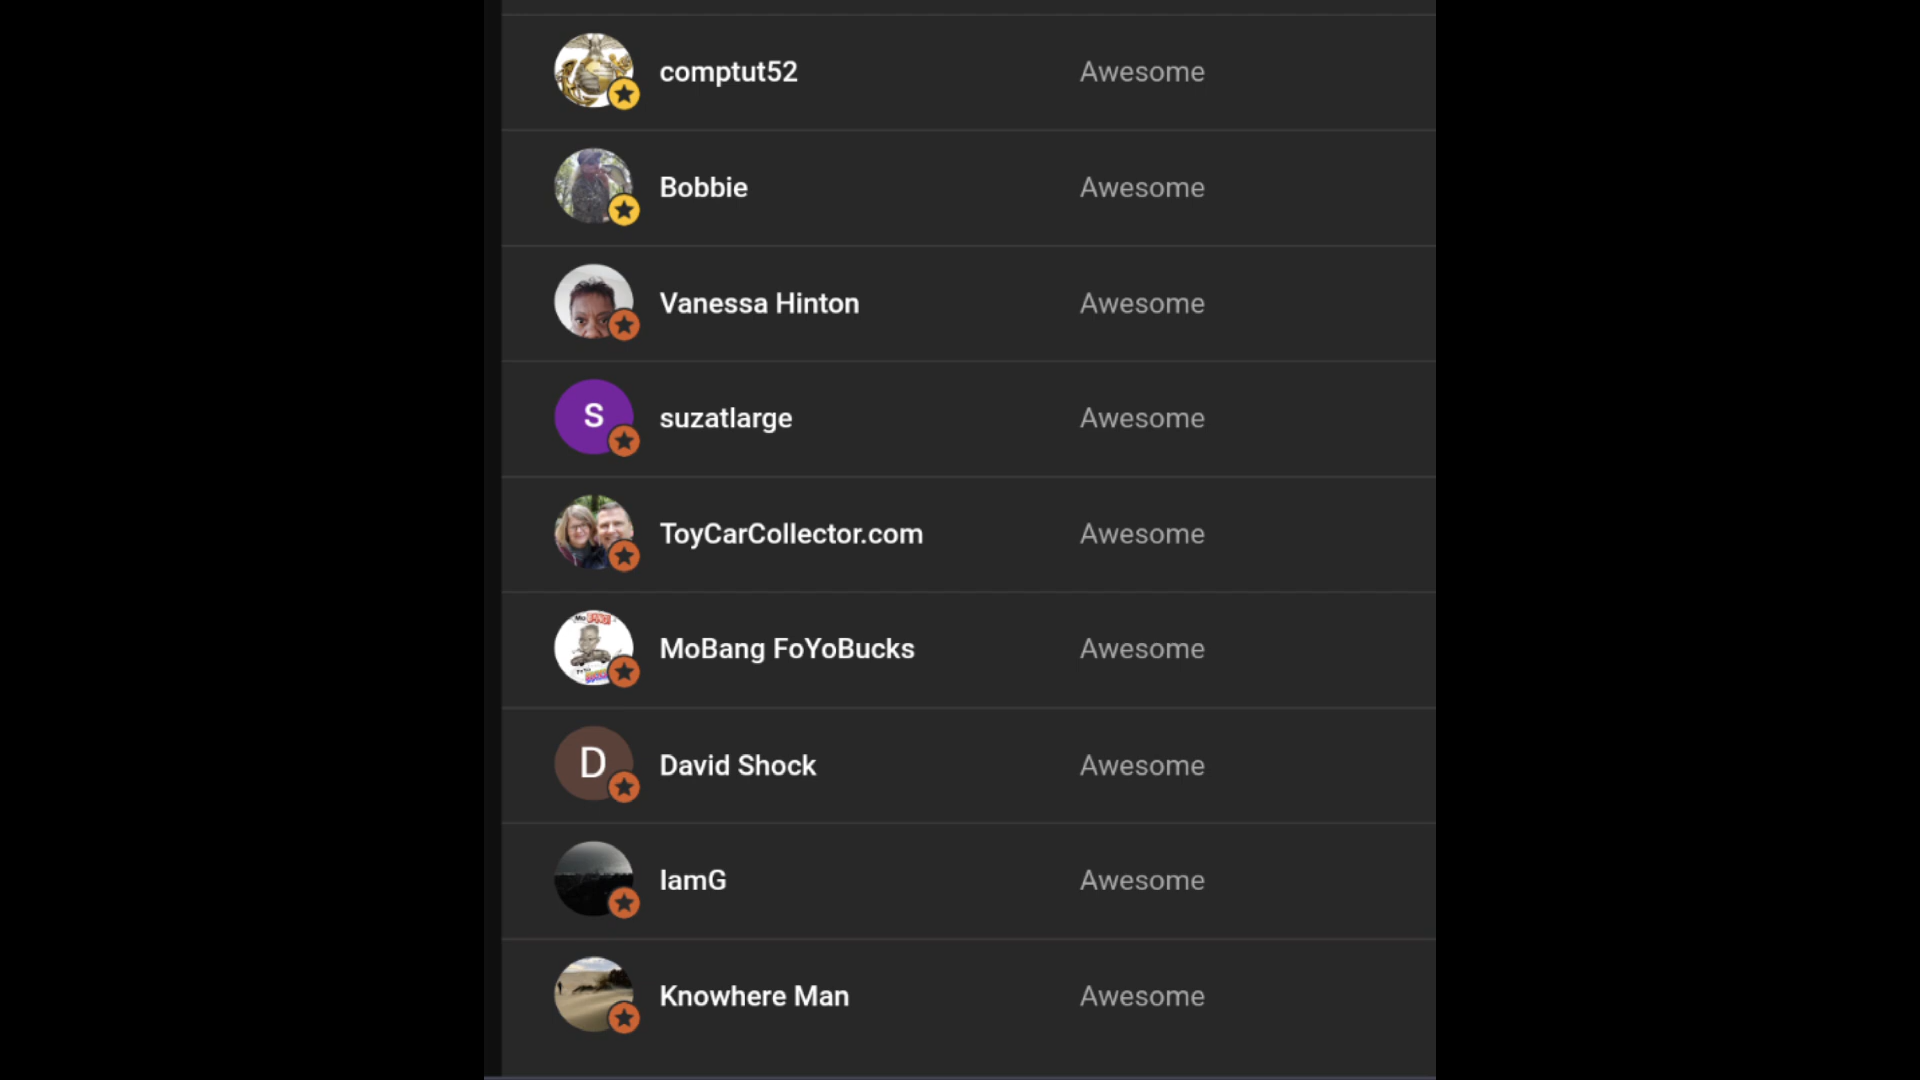 comptut52 Awesome
Bobbie Awesome
Vanessa Hinton Awesome
S suzatlarge Awesome
ToyCarCollector.com Awesome
MoBang FoYoBucks Awesome
D David Shock Awesome
IamG Awesome
Knowhere Man Awesome